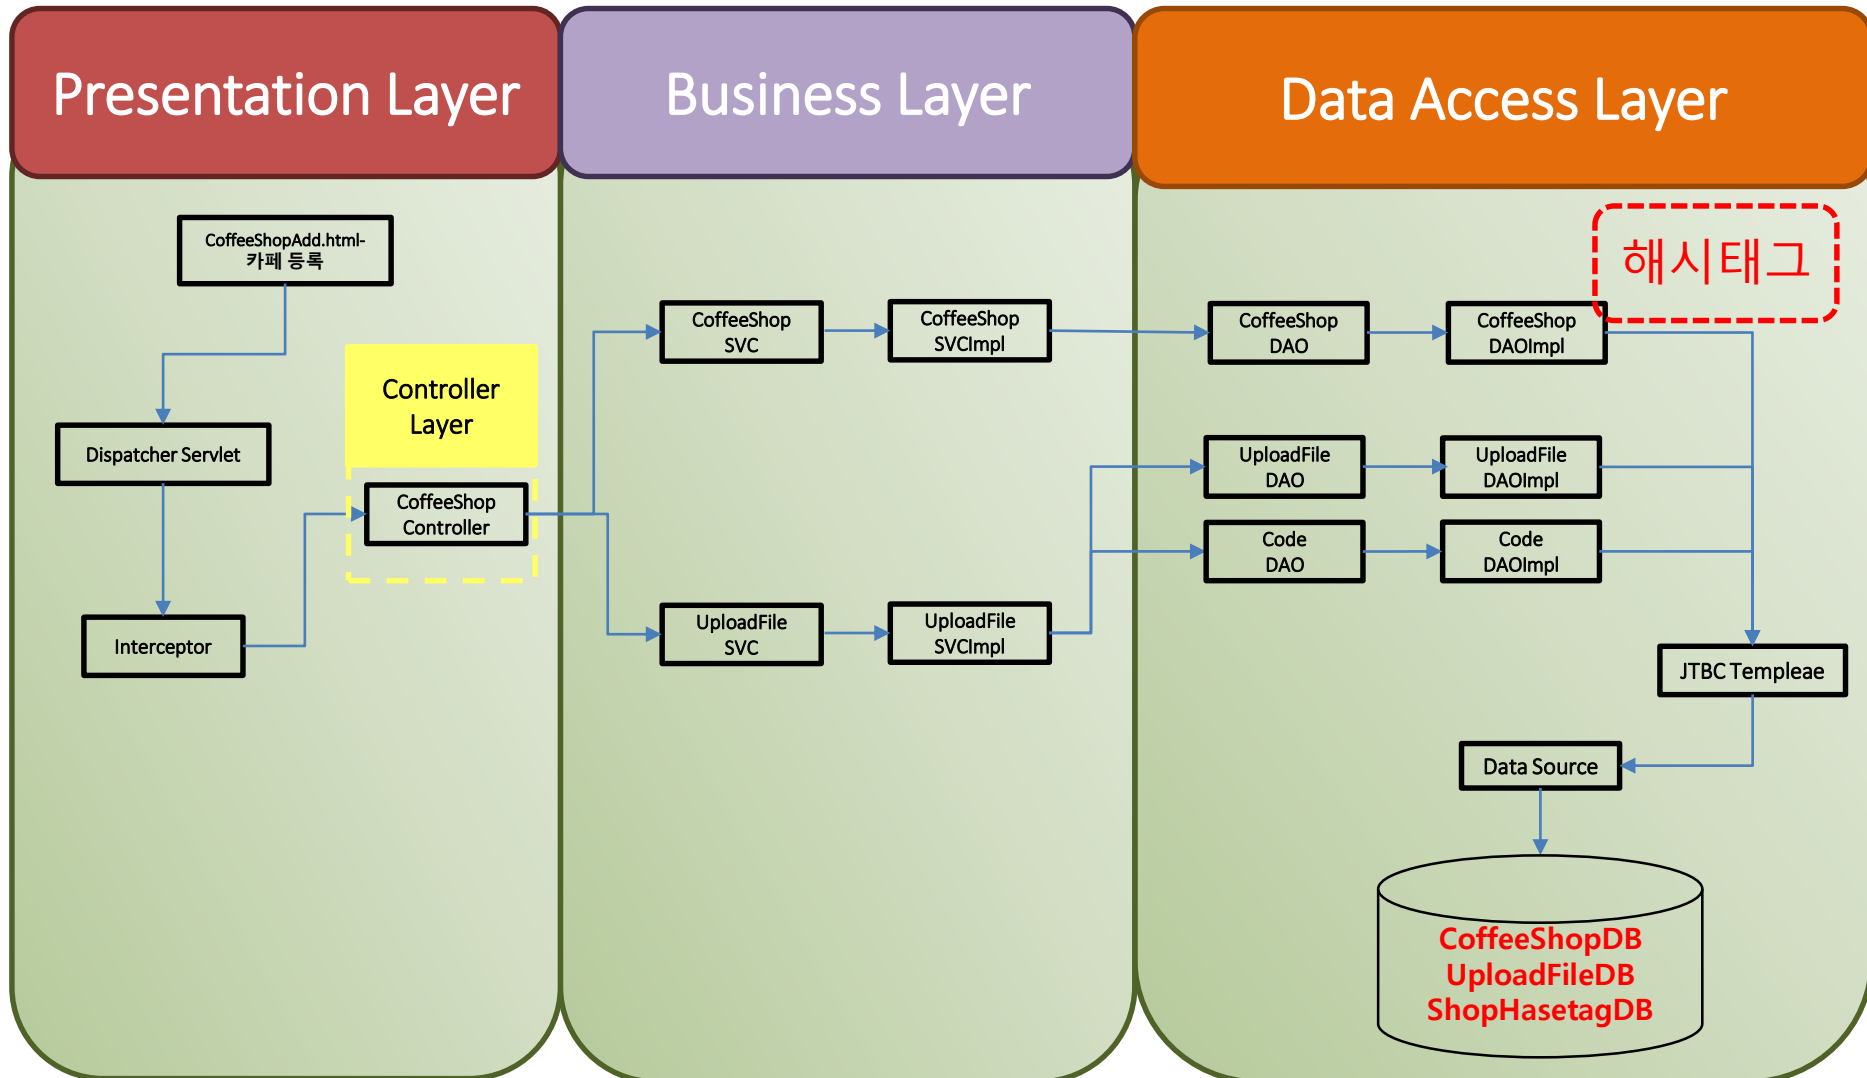 Presentation Layer
Business Layer
Data Access Layer
CoffeeShopAdd.html-
카페 등록
Dispatcher Servlet
Interceptor
Controller
Layer
CoffeeShop
Controller
CoffeeShop
SVC
CoffeeShop
SVCImpl
UploadFile
SVC
UploadFile
SVCImpl
해시태그
CoffeeShop
DAO
CoffeeShop
DAOImpl
UploadFile
DAO
UploadFile
DAOImpl
Code
DAO
Code
DAOImpl
JTBC Templeae
Data Source
CoffeeShopDB
UploadFileDB
ShopHasetagDB